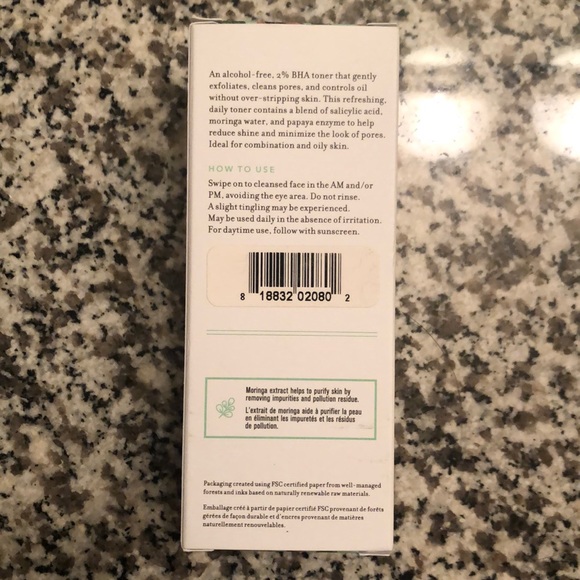 An alcohol-free, 2% BHA toner that gently
exfoliates, cleans pores, and controls oil
without over-stripping skin. This refreshing,
daily toner contains a blend of salicylic acid,
moringa water, and papaya enzyme to help
reduce shine and minimize the look of pores.
Ideal for combination and oily skin.
HOW TO USE
Swipe on to cleansed face in the AM and/or
PM, avoiding the eye area. Do not rinse.
A slight tingling may be experienced.
May be used daily in the absence of irritation.
For daytime use, follow with sunscreen.
8 18832 02080 2
Moringa extract helps to purify skin by
removing impurities and pollution residue.
L'extrait de moringa aide à purifier la peau
en éliminant les impuretés et les résidus
de pollution.
Packaging created using FSC certified paper from well-managed
forests and inks based on naturally renewable raw materials.
Emballage créé à partir de papier certifié FSC provenant de forêts
gérées de façon durable et d'encres provenant de matières
naturellement renouvelables.